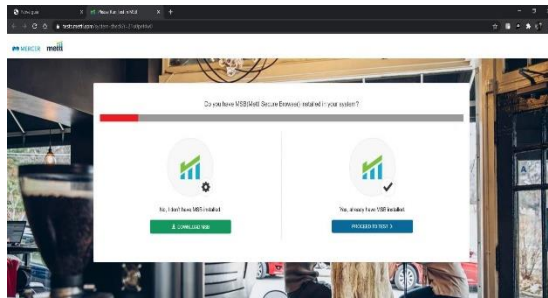 MERCER mettl
Do you have MSB(Mettl Secure Browser) installed in your system?
No, I don't have MSB installed.
Yes, already have MSB installed.
DOWNLOAD MSB
PROCEED TO TEST